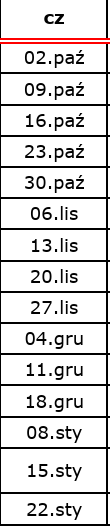 cz
02.paź
09.paź
16.paź
23.paź
30.paź
06.lis
13.lis
20.lis
27.lis
04.gru
11.gru
18.gru
08.sty
15.sty
22.sty